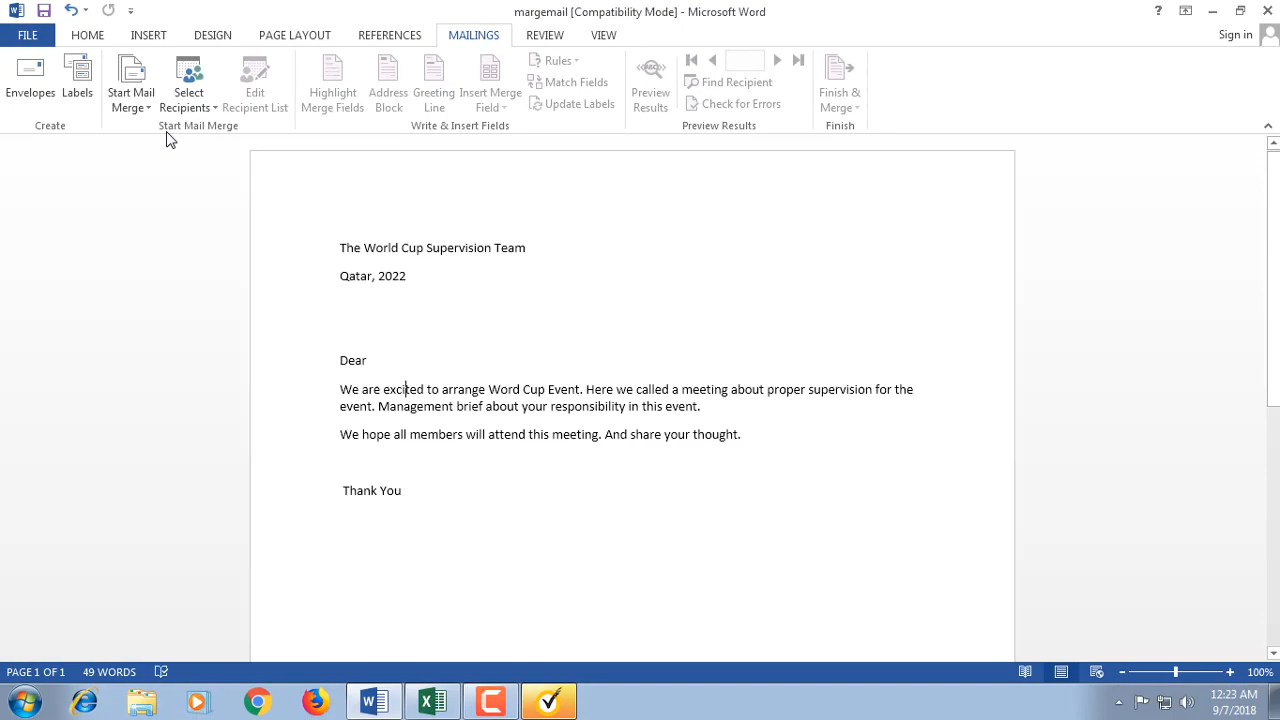 margemail [Compatibility Mode] - Microsoft Word
FILE HOME INSERT DESIGN PAGE LAYOUT REFERENCES MAILINGS REVIEW VIEW Sign in
Envelopes
Labels
Create
Start Mail
Merge
Select
Recipients
Edit
Recipient List
Start Mail Merge
Highlight
Merge Fields
Address
Block
Greeting
Line
Insert Merge
Field
Rules
Match Fields
Update Labels
Write & Insert Fields
Preview
Results
ABC
Find Recipient
Check for Errors
Preview Results
Finish &
Merge
Finish
The World Cup Supervision Team
Qatar, 2022
Dear
We are excited to arrange Word Cup Event. Here we called a meeting about proper supervision for the
event. Management brief about your responsibility in this event.
We hope all members will attend this meeting. And share your thought.
Thank You
PAGE 1 OF 1 49 WORDS 100%
12:23 AM
9/7/2018